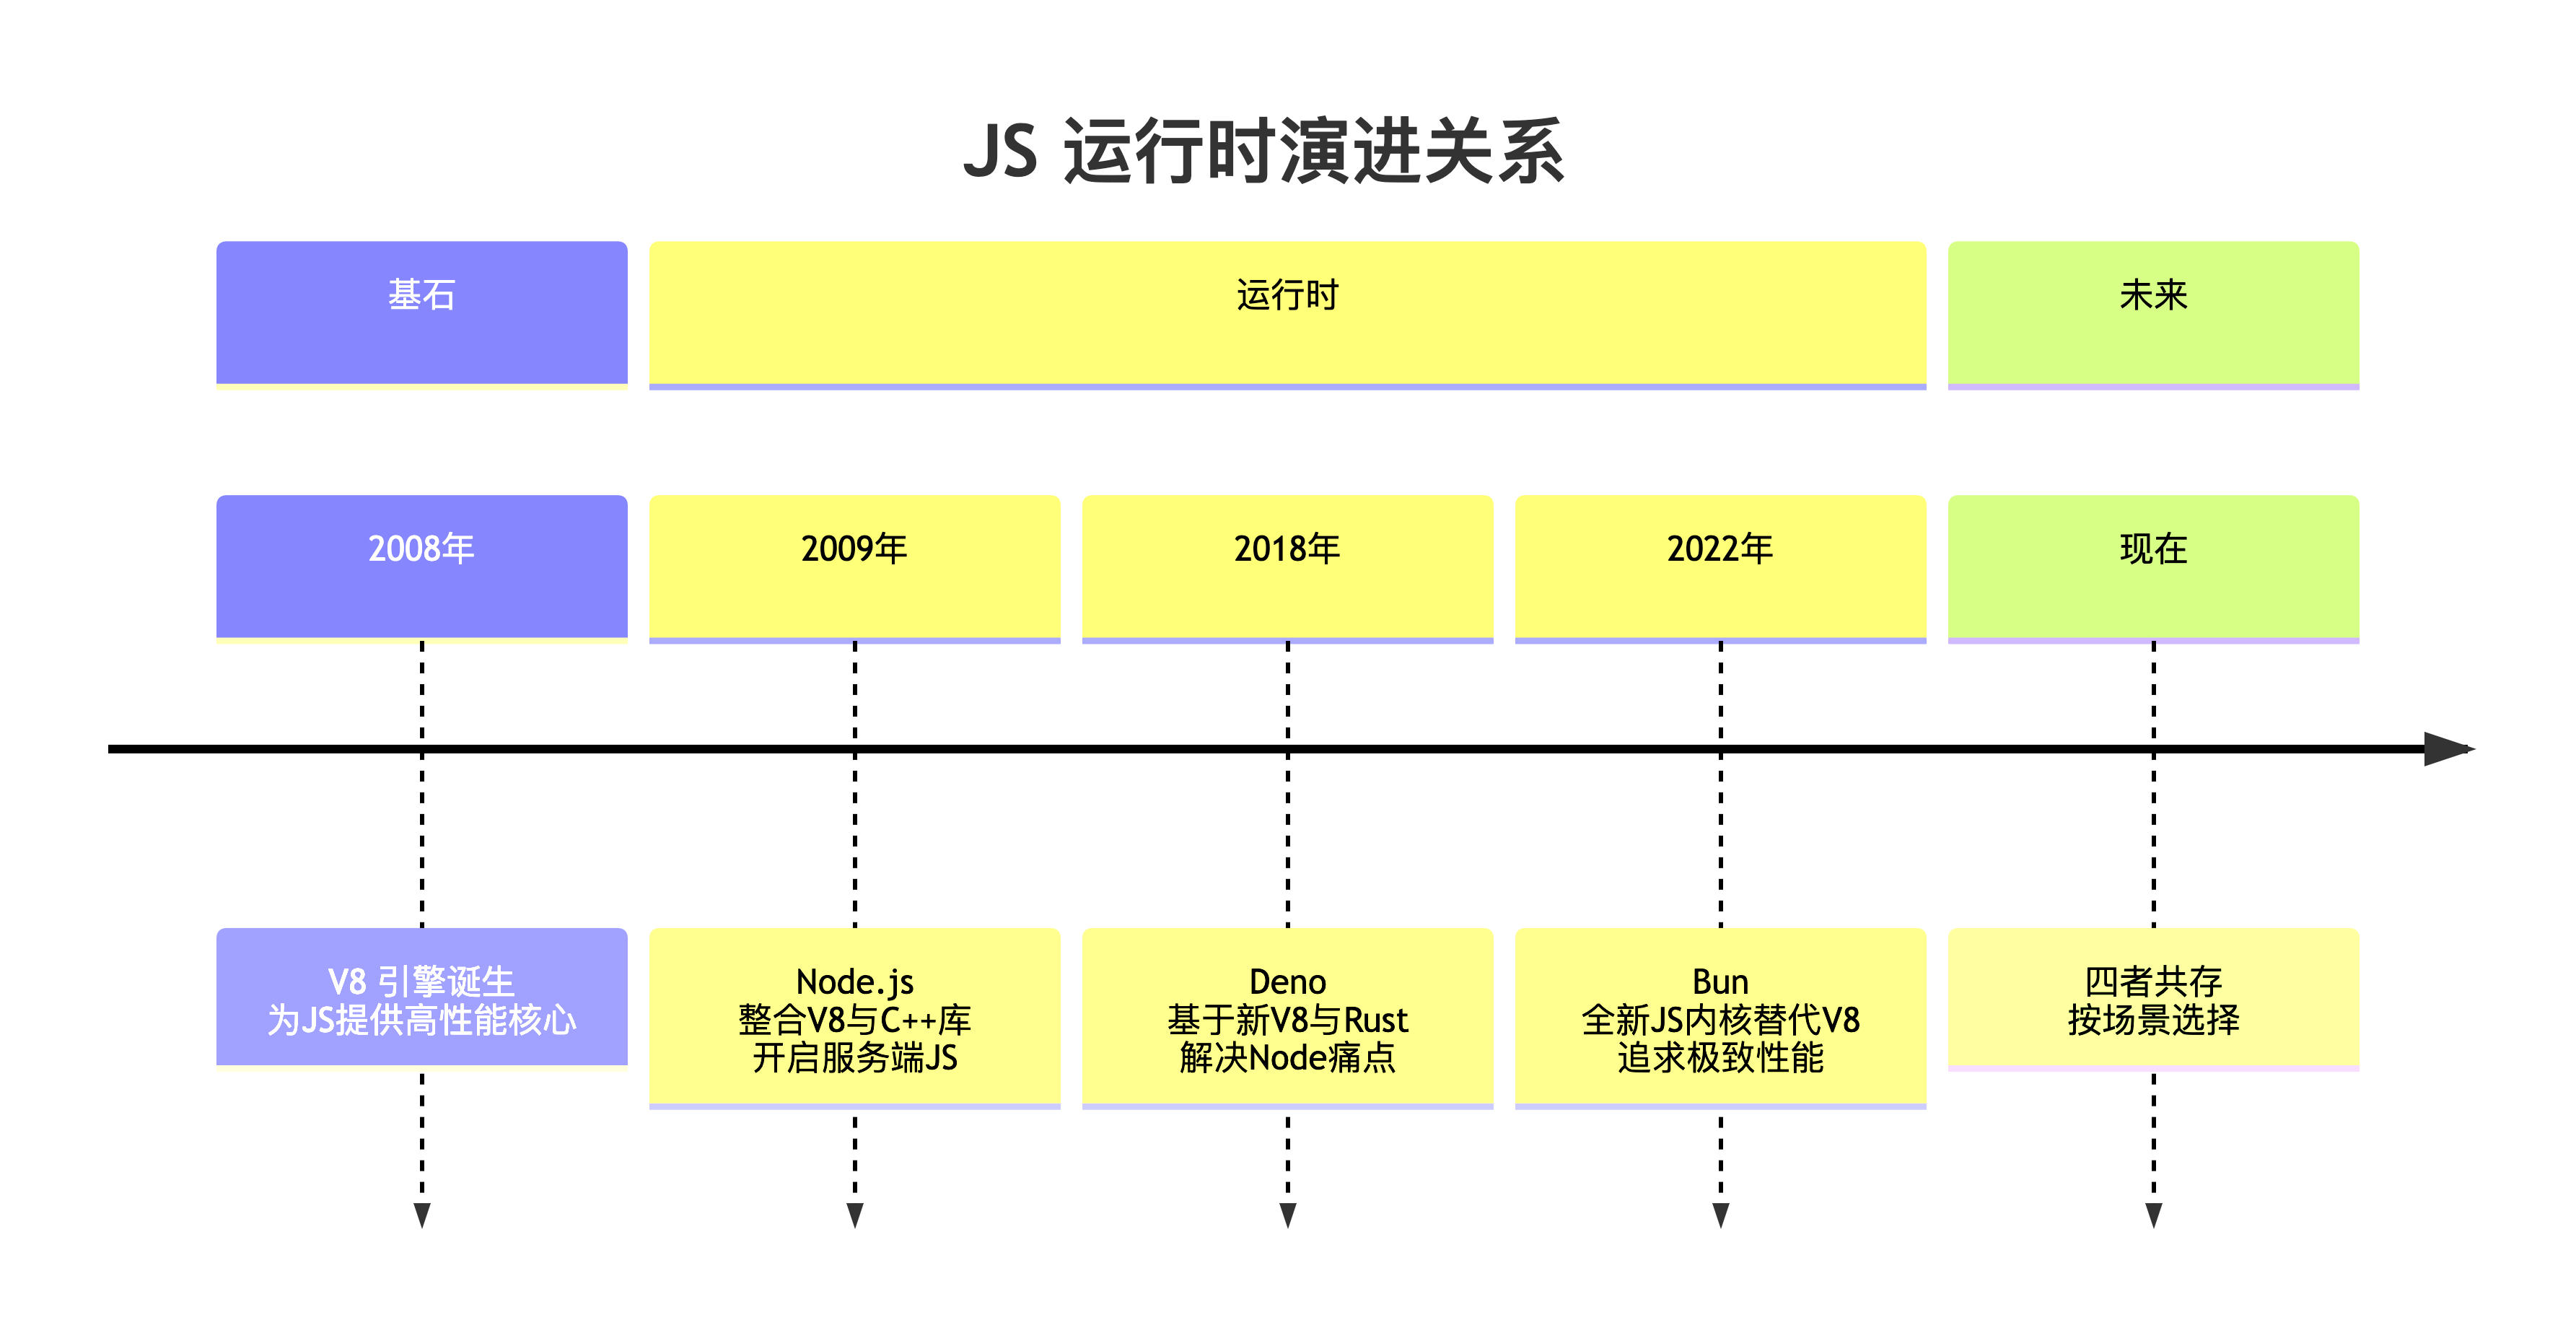 JS 运行时演进关系
基石
运行时
未来
2008年
2009年
2018年
2022年
现在
V8 引擎诞生
为JS提供高性能核心
Node.js
整合V8与C++库
开启服务端JS
Deno
基于新V8与Rust
解决Node痛点
Bun
全新JS内核替代V8
追求极致性能
四者共存
按场景选择